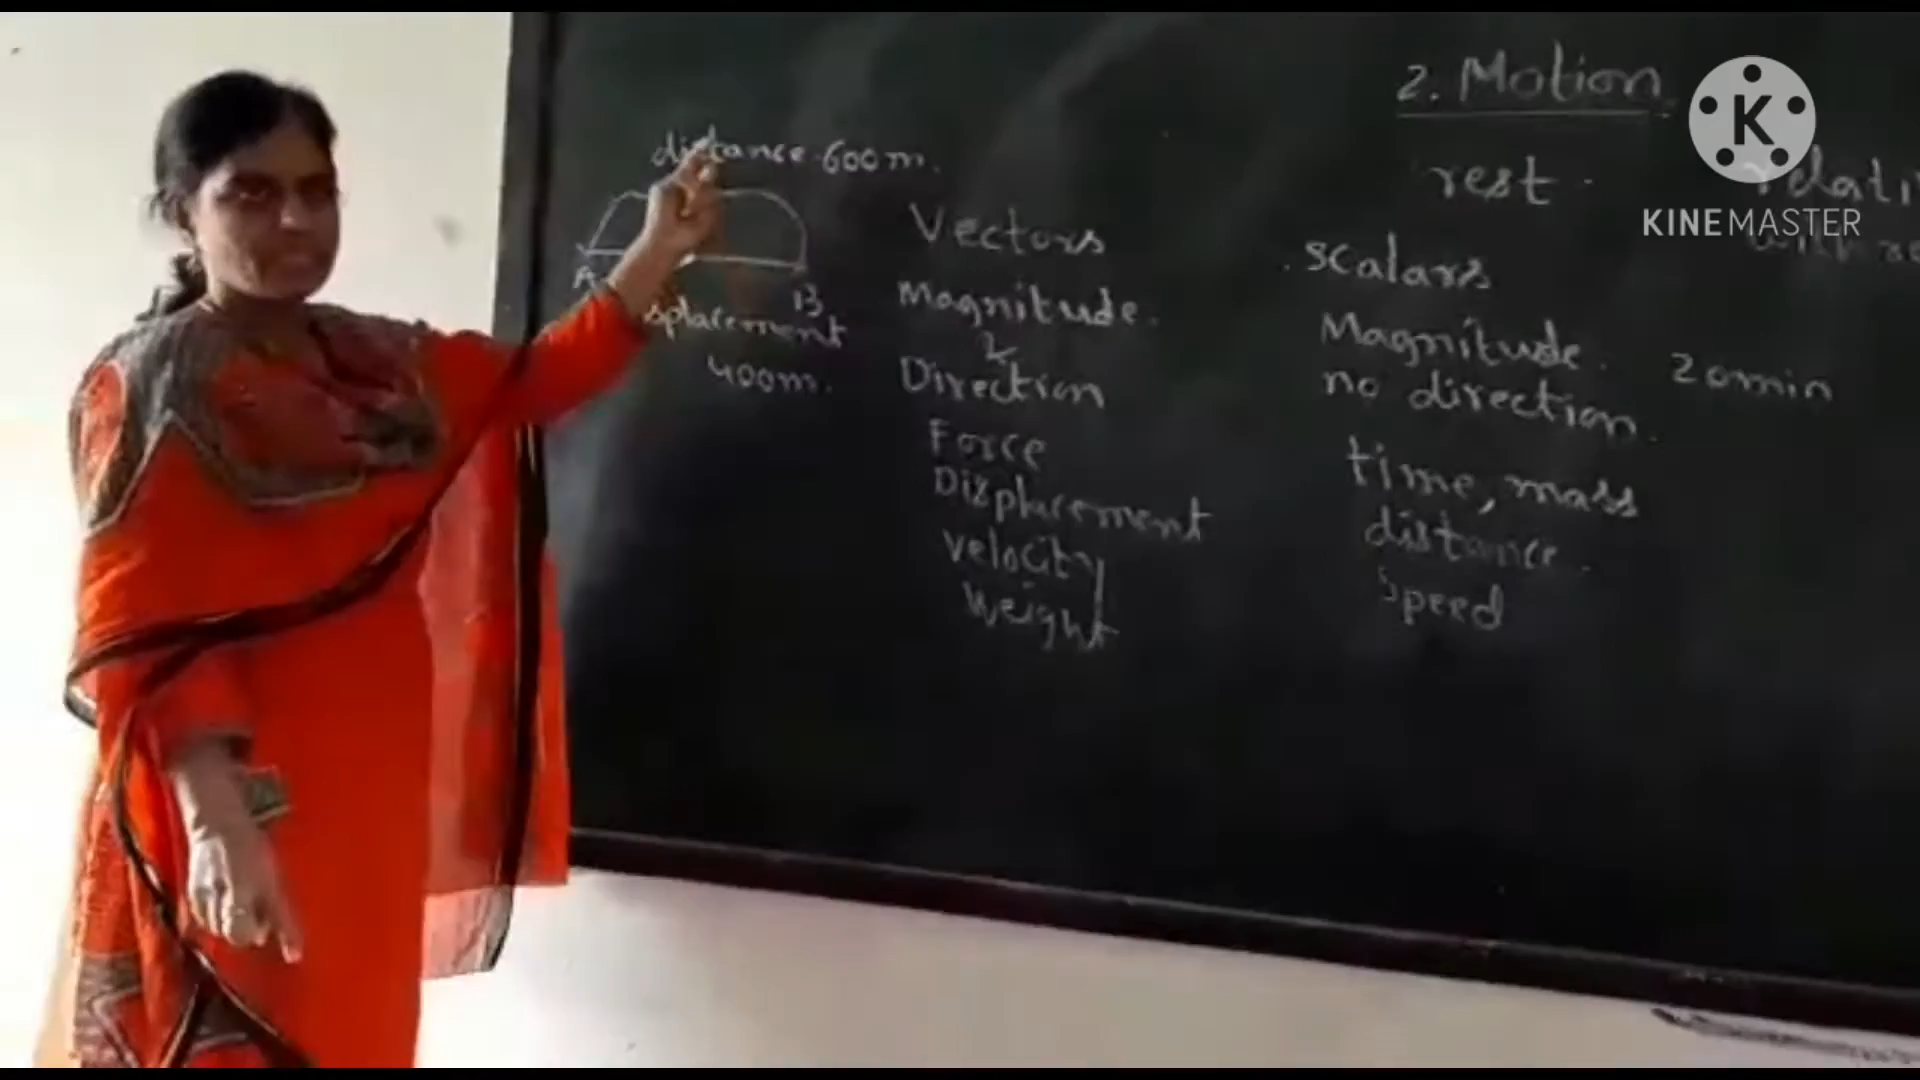 2. Motion
distance 600m.
A
B
splacement
400m.
Vectors
Magnitude.
&
Direction
Force
Displacement
Velocity
Weight
rest
scalars
Magnitude. 20min
no direction.
time, mass
distance.
speed
K
KINEMASTER